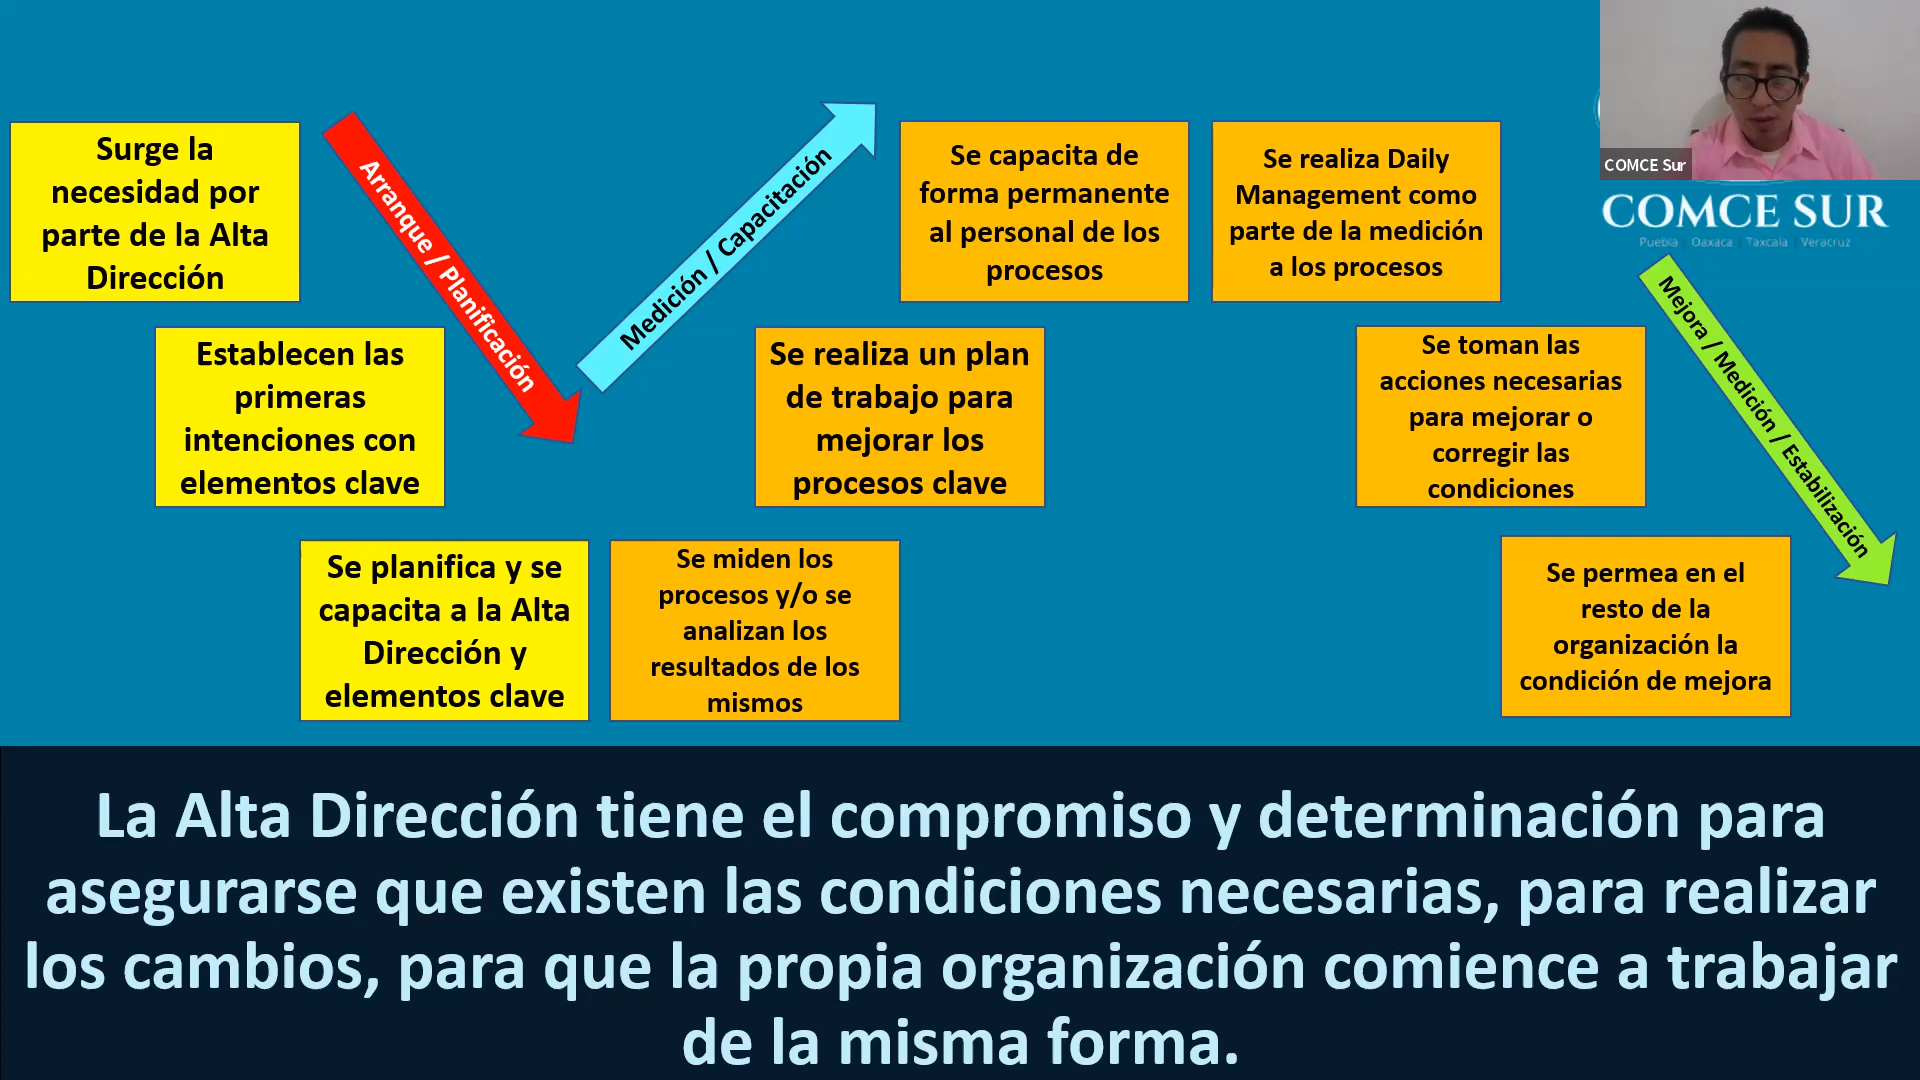 Surge la
necesidad por
parte de la Alta
Dirección
Arranque / Planificación
Establecen las
primeras
intenciones con
elementos clave
Se planifica y se
capacita a la Alta
Dirección y
elementos clave
Medición / Capacitación
Se miden los
procesos y/o se
analizan los
resultados de los
mismos
Se realiza un plan
de trabajo para
mejorar los
procesos clave
Se capacita de
forma permanente
al personal de los
procesos
Se realiza Daily
Management como
parte de la medición
a los procesos
Se toman las
acciones necesarias
para mejorar o
corregir las
condiciones
Se permea en el
resto de la
organización la
condición de mejora
Mejora / Medición / Estabilización
COMCE Sur
COMCE SUR
Puebla | Oaxaca | Taxcala | Veracruz
La Alta Dirección tiene el compromiso y determinación para
asegurarse que existen las condiciones necesarias, para realizar
los cambios, para que la propia organización comience a trabajar
de la misma forma.